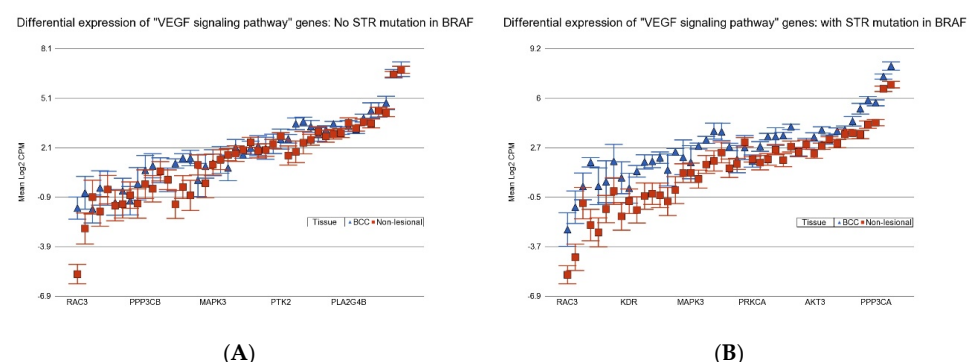 Differential expression of "VEGF signaling pathway" genes: No STR mutation in BRAF
8.1
5.1
2.1
-0.9
-3.9
-6.9
Mean Log2 CPM
Tissue BCC Non-lesional
RAC3 PPP3CB MAPK3 PTK2 PLA2G4B
(A)
Differential expression of "VEGF signaling pathway" genes: with STR mutation in BRAF
9.2
6
2.7
-0.5
-3.7
-6.9
Mean Log2 CPM
Tissue BCC Non-lesional
RAC3 KDR MAPK3 PRKCA AKT3 PPP3CA
(B)